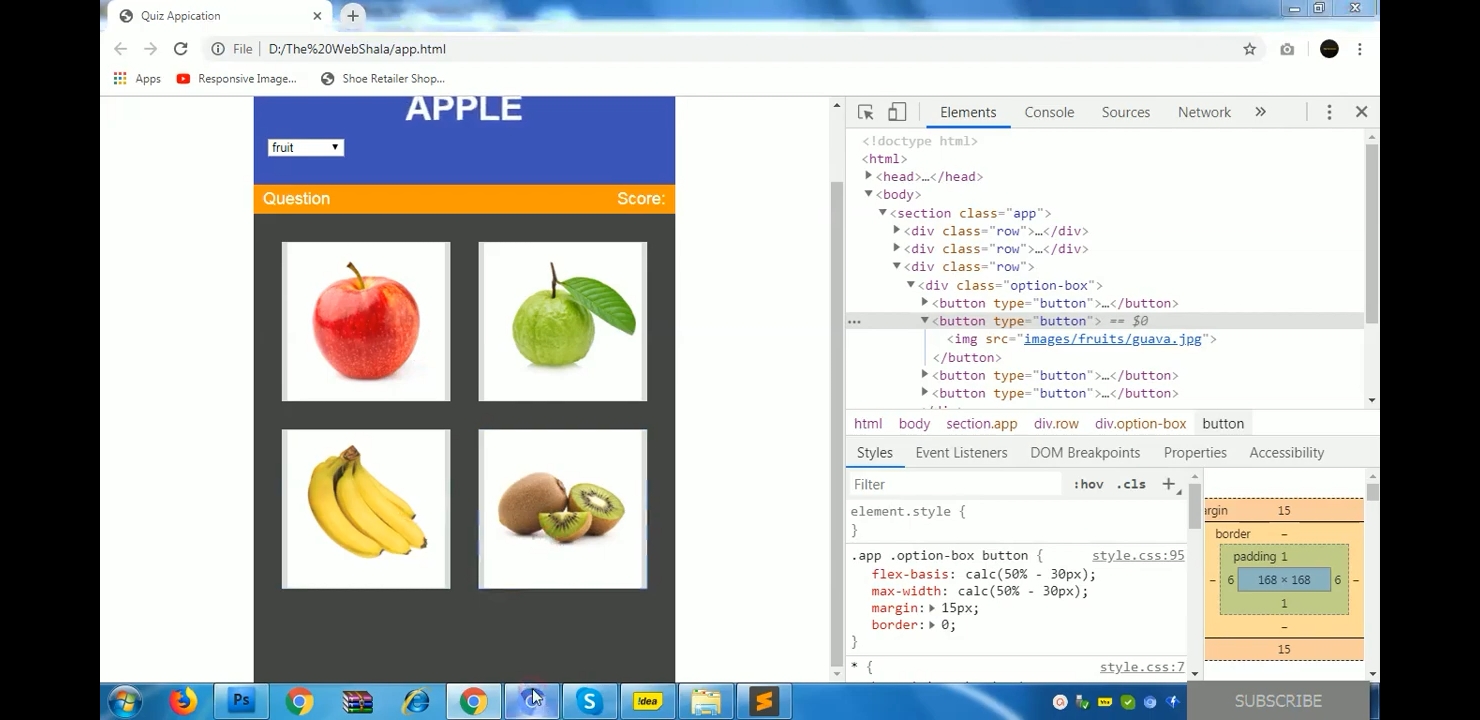 Quiz Appication
File D:/The%20WebShala/app.html
Apps Responsive Image... Shoe Retailer Shop...
APPLE
fruit
Question Score:
Elements Console Sources Network »
<!doctype html>
<html>
<head>…</head>
<body>
<section class="app">
<div class="row">…</div>
<div class="row">…</div>
<div class="row">
<div class="option-box">
<button type="button">…</button>
<button type="button"> == $0
<img src="images/fruits/guava.jpg">
</button>
<button type="button">…</button>
<button type="button">…</button>
html body section.app div.row div.option-box button
Styles Event Listeners DOM Breakpoints Properties Accessibility
Filter :hov .cls +
element.style {
}
.app .option-box button { style.css:95
flex-basis: calc(50% - 30px);
max-width: calc(50% - 30px);
margin: 15px;
border: 0;
}
* { style.css:7
rgin 15
border –
padding 1
– 6 168 × 168 6 –
1
–
15
Ps
!dea
SUBSCRIBE